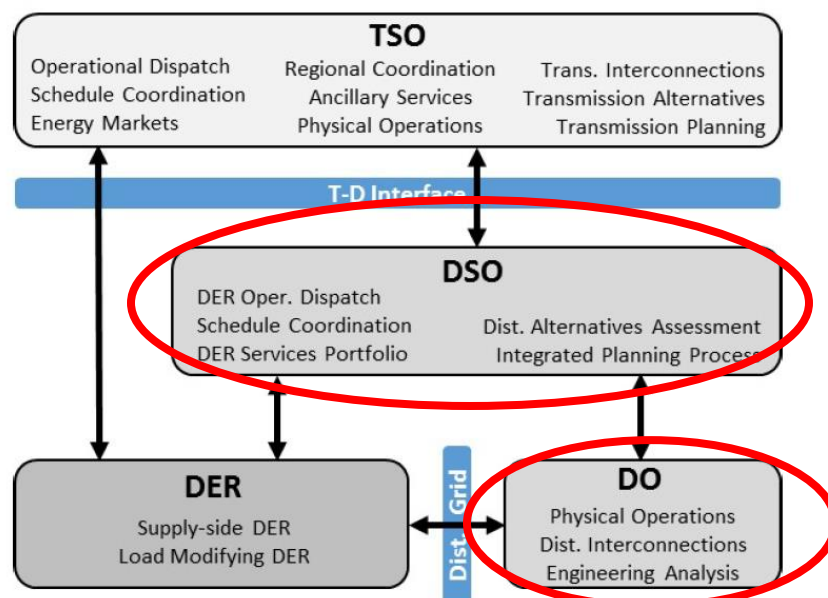 TSO
Operational Dispatch
Schedule Coordination
Energy Markets
Regional Coordination
Ancillary Services
Physical Operations
Trans. Interconnections
Transmission Alternatives
Transmission Planning
T-D Interface
DSO
DER Oper. Dispatch
Schedule Coordination
DER Services Portfolio
Dist. Alternatives Assessment
Integrated Planning Process
DER
Supply-side DER
Load Modifying DER
Dist. Grid
DO
Physical Operations
Dist. Interconnections
Engineering Analysis